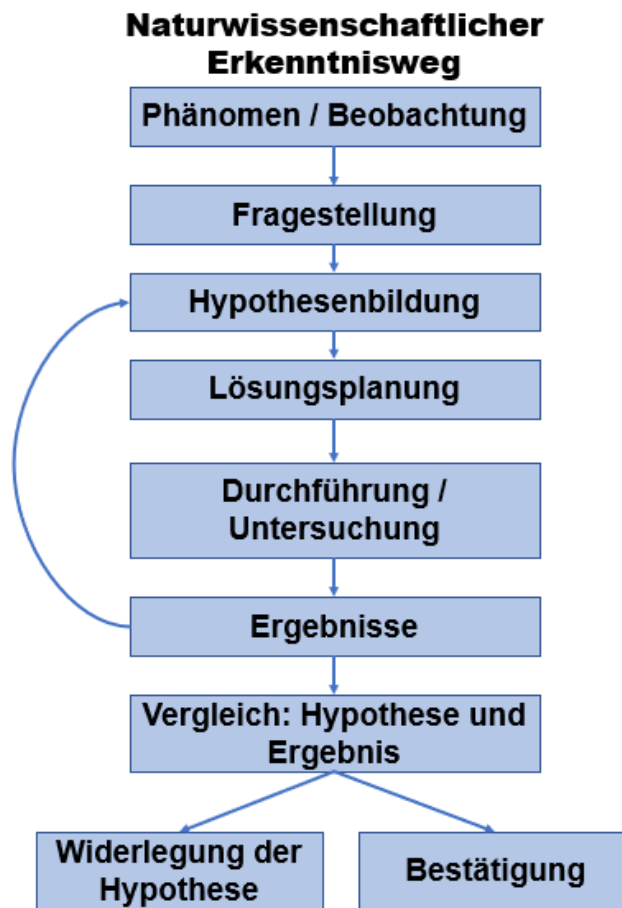 Naturwissenschaftlicher
Erkenntnisweg
Phänomen / Beobachtung
Fragestellung
Hypothesenbildung
Lösungsplanung
Durchführung /
Untersuchung
Ergebnisse
Vergleich: Hypothese und
Ergebnis
Widerlegung der
Hypothese
Bestätigung